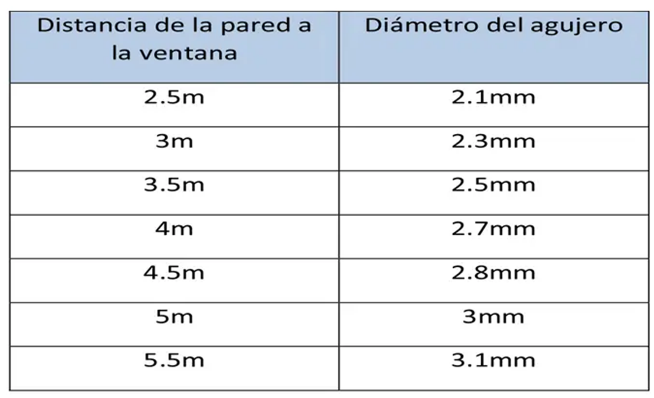 Distancia de la pared a
la ventana
Diámetro del agujero
2.5m 2.1mm
3m 2.3mm
3.5m 2.5mm
4m 2.7mm
4.5m 2.8mm
5m 3mm
5.5m 3.1mm